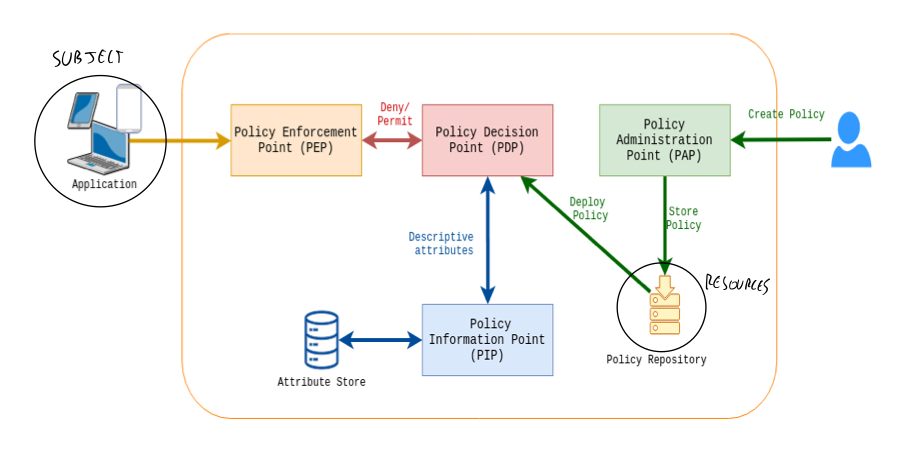 SUBJECT
Application
Policy Enforcement
Point (PEP)
Deny/
Permit
Policy Decision
Point (PDP)
Policy
Administration
Point (PAP)
Create Policy
Deploy
Policy
Store
Policy
Descriptive
attributes
RESOURCES
Policy
Information Point
(PIP)
Attribute Store
Policy Repository